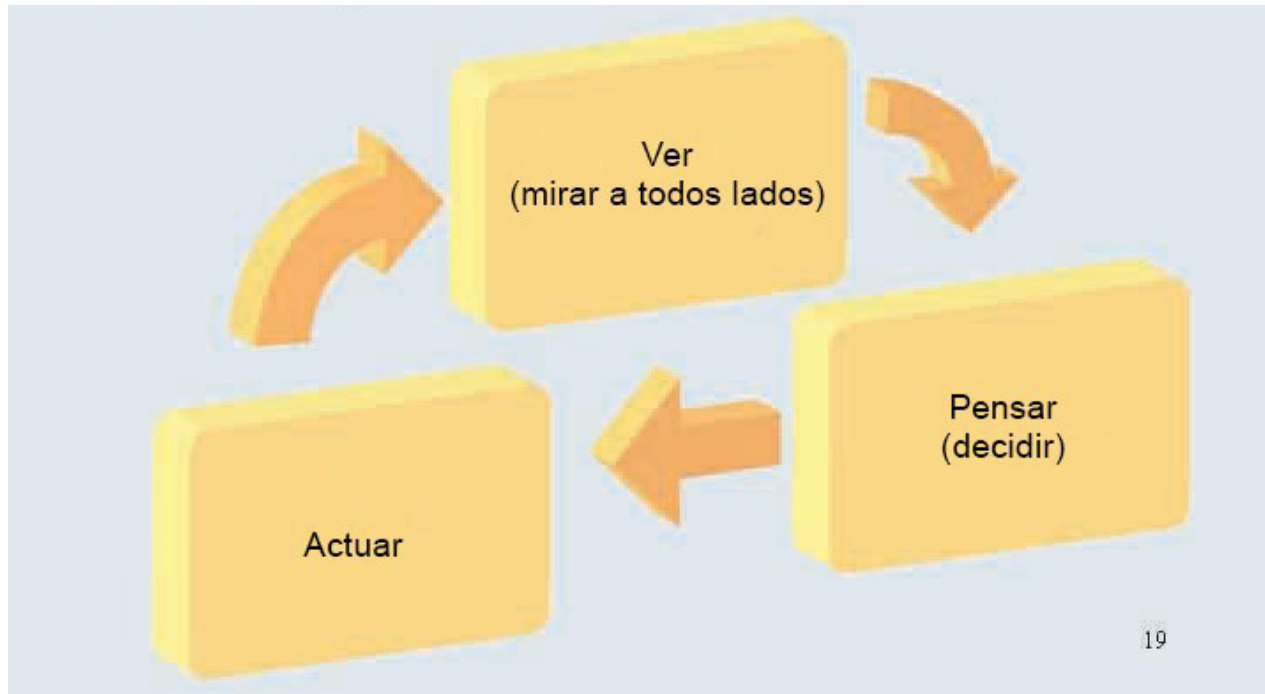 Ver
(mirar a todos lados)
Pensar
(decidir)
Actuar
19